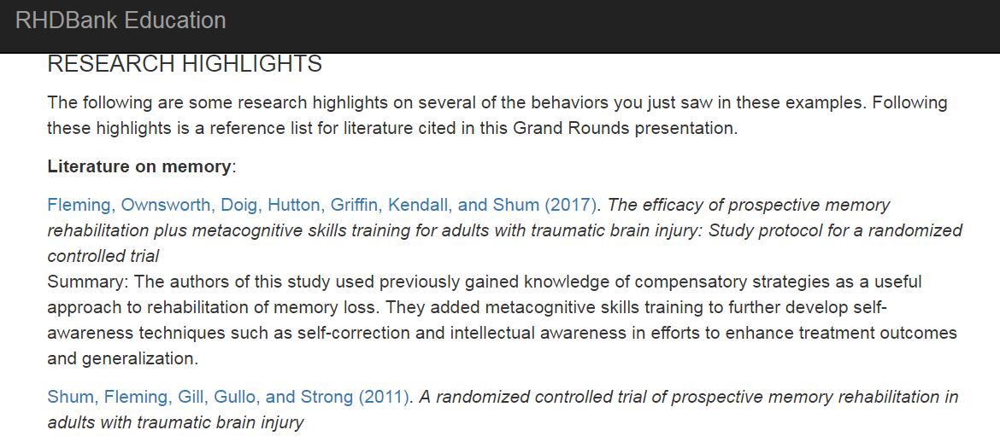 RHDBank Education
RESEARCH HIGHLIGHTS
The following are some research highlights on several of the behaviors you just saw in these examples. Following
these highlights is a reference list for literature cited in this Grand Rounds presentation.
Literature on memory:
Fleming, Ownsworth, Doig, Hutton, Griffin, Kendall, and Shum (2017). The efficacy of prospective memory
rehabilitation plus metacognitive skills training for adults with traumatic brain injury: Study protocol for a randomized
controlled trial
Summary: The authors of this study used previously gained knowledge of compensatory strategies as a useful
approach to rehabilitation of memory loss. They added metacognitive skills training to further develop self-
awareness techniques such as self-correction and intellectual awareness in efforts to enhance treatment outcomes
and generalization.
Shum, Fleming, Gill, Gullo, and Strong (2011). A randomized controlled trial of prospective memory rehabilitation in
adults with traumatic brain injury